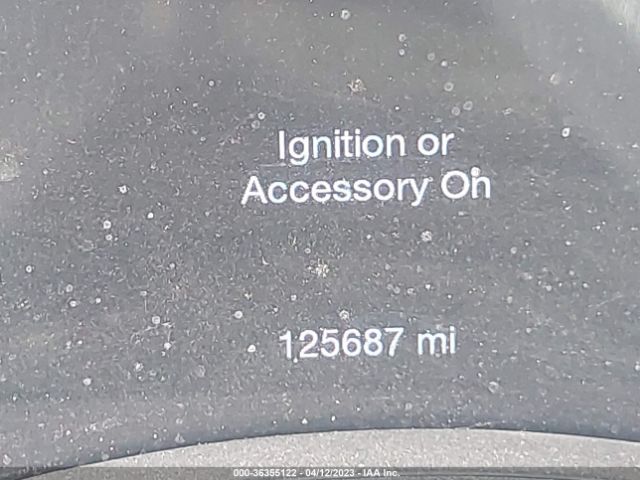 Ignition or
Accessory On
125687 mi
000-36355122 - 04/12/2023 - IAA Inc.